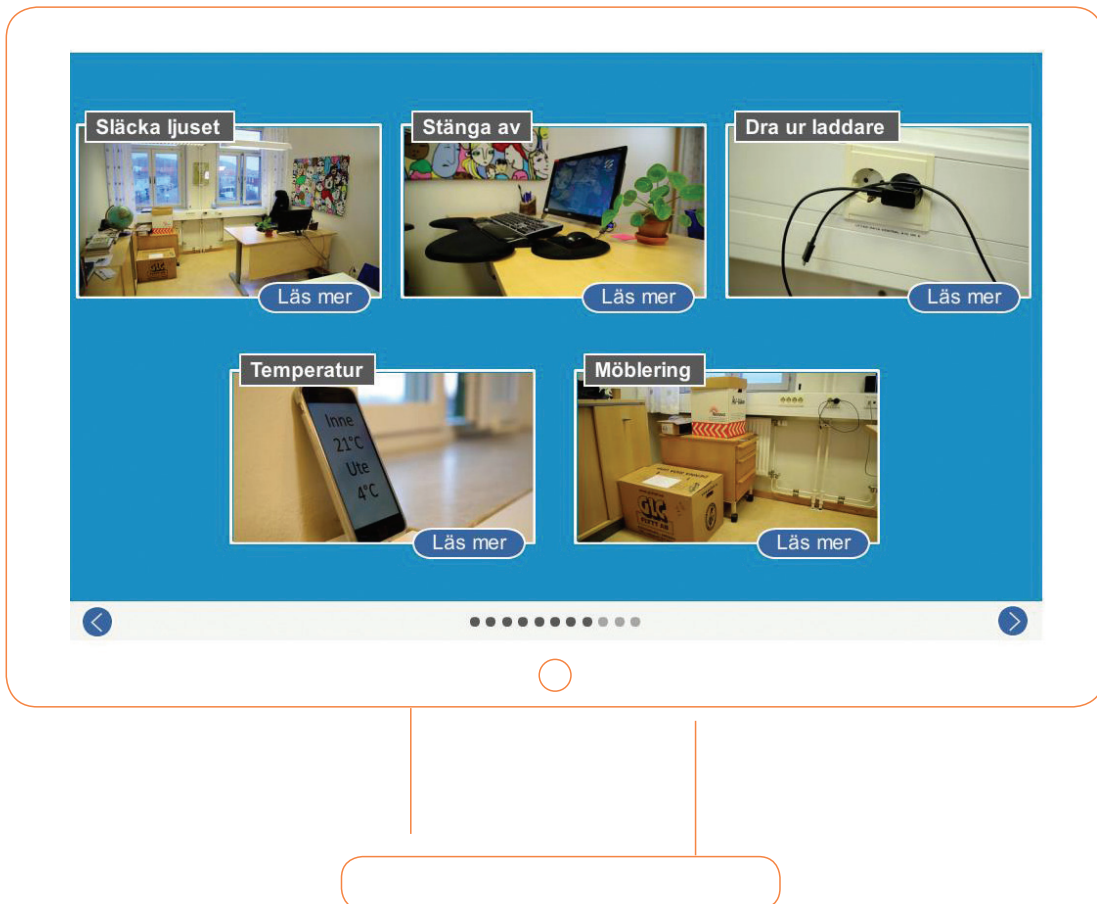 Släcka ljuset
Stänga av
Dra ur laddare
Läs mer
Läs mer
Läs mer
Temperatur
Möblering
Inne
21°C
Ute
4°C
GLC
Läs mer
Läs mer